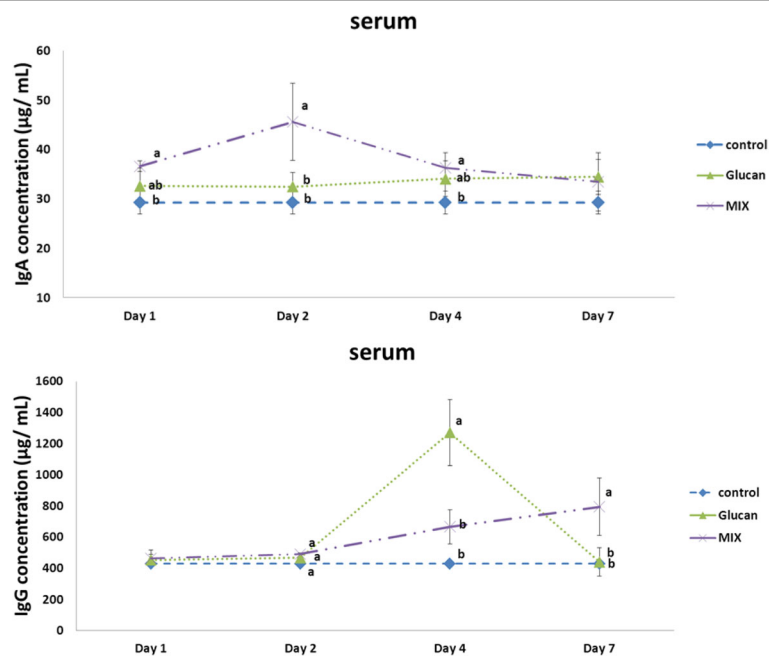 serum
IgA concentration (μg/ mL)
60
50
40
30
20
10
a
ab
b
a
b
b
a
ab
b
Day 1
Day 2
Day 4
Day 7
control
Glucan
MIX
serum
IgG concentration (μg/ mL)
1600
1400
1200
1000
800
600
400
200
0
a
a
a
a
b
b
a
b
b
Day 1
Day 2
Day 4
Day 7
control
Glucan
MIX